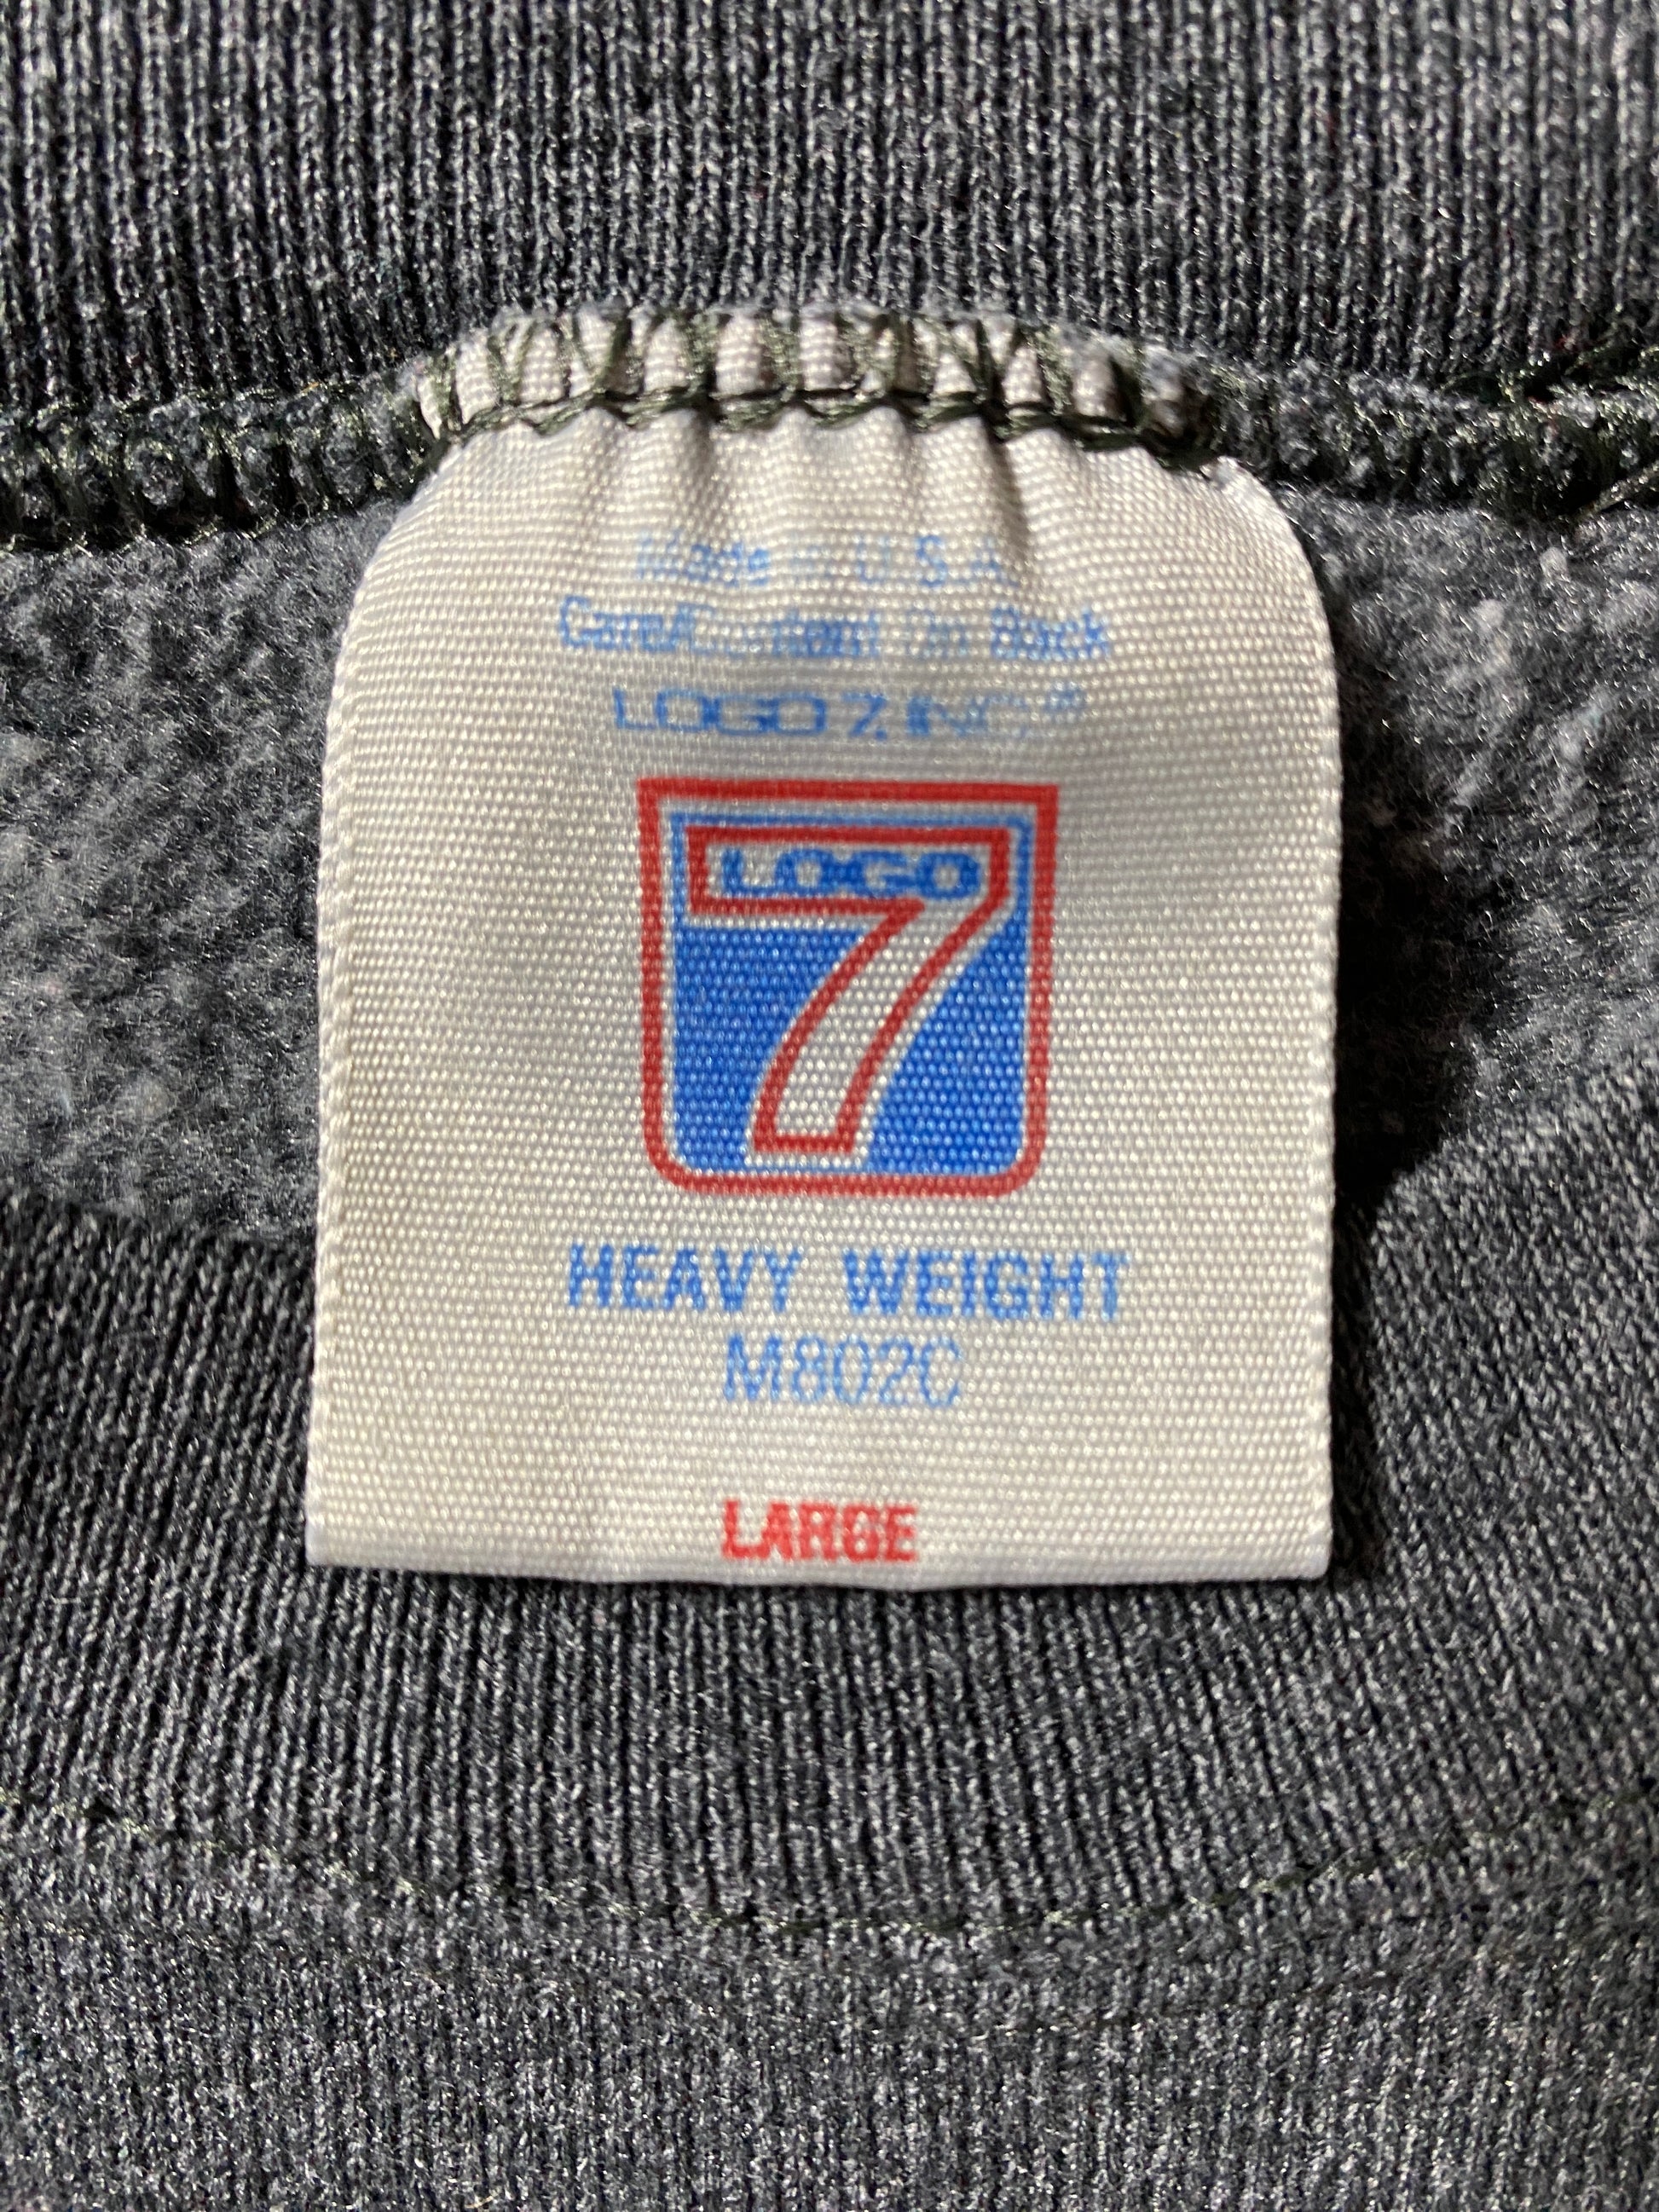 Made in U.S.A.
Care/Content On Back
LOGO 7, INC.®
LOGO
7
HEAVY WEIGHT
M802C
LARGE